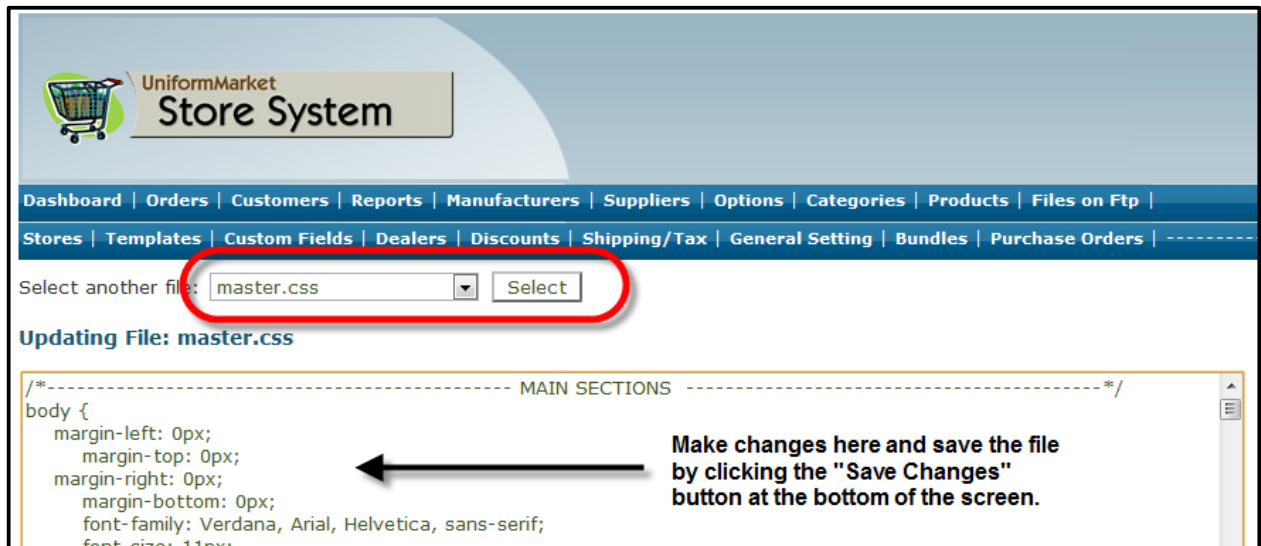 UniformMarket
Store System
Dashboard | Orders | Customers | Reports | Manufacturers | Suppliers | Options | Categories | Products | Files on Ftp |
Stores | Templates | Custom Fields | Dealers | Discounts | Shipping/Tax | General Setting | Bundles | Purchase Orders | ---------
Select another file: master.css Select
Updating File: master.css
/*----------------------------------------------- MAIN SECTIONS ------------------------------------------*/
body {
margin-left: 0px;
margin-top: 0px;
margin-right: 0px;
margin-bottom: 0px;
font-family: Verdana, Arial, Helvetica, sans-serif;
font-size: 11px;
Make changes here and save the file
by clicking the "Save Changes"
button at the bottom of the screen.